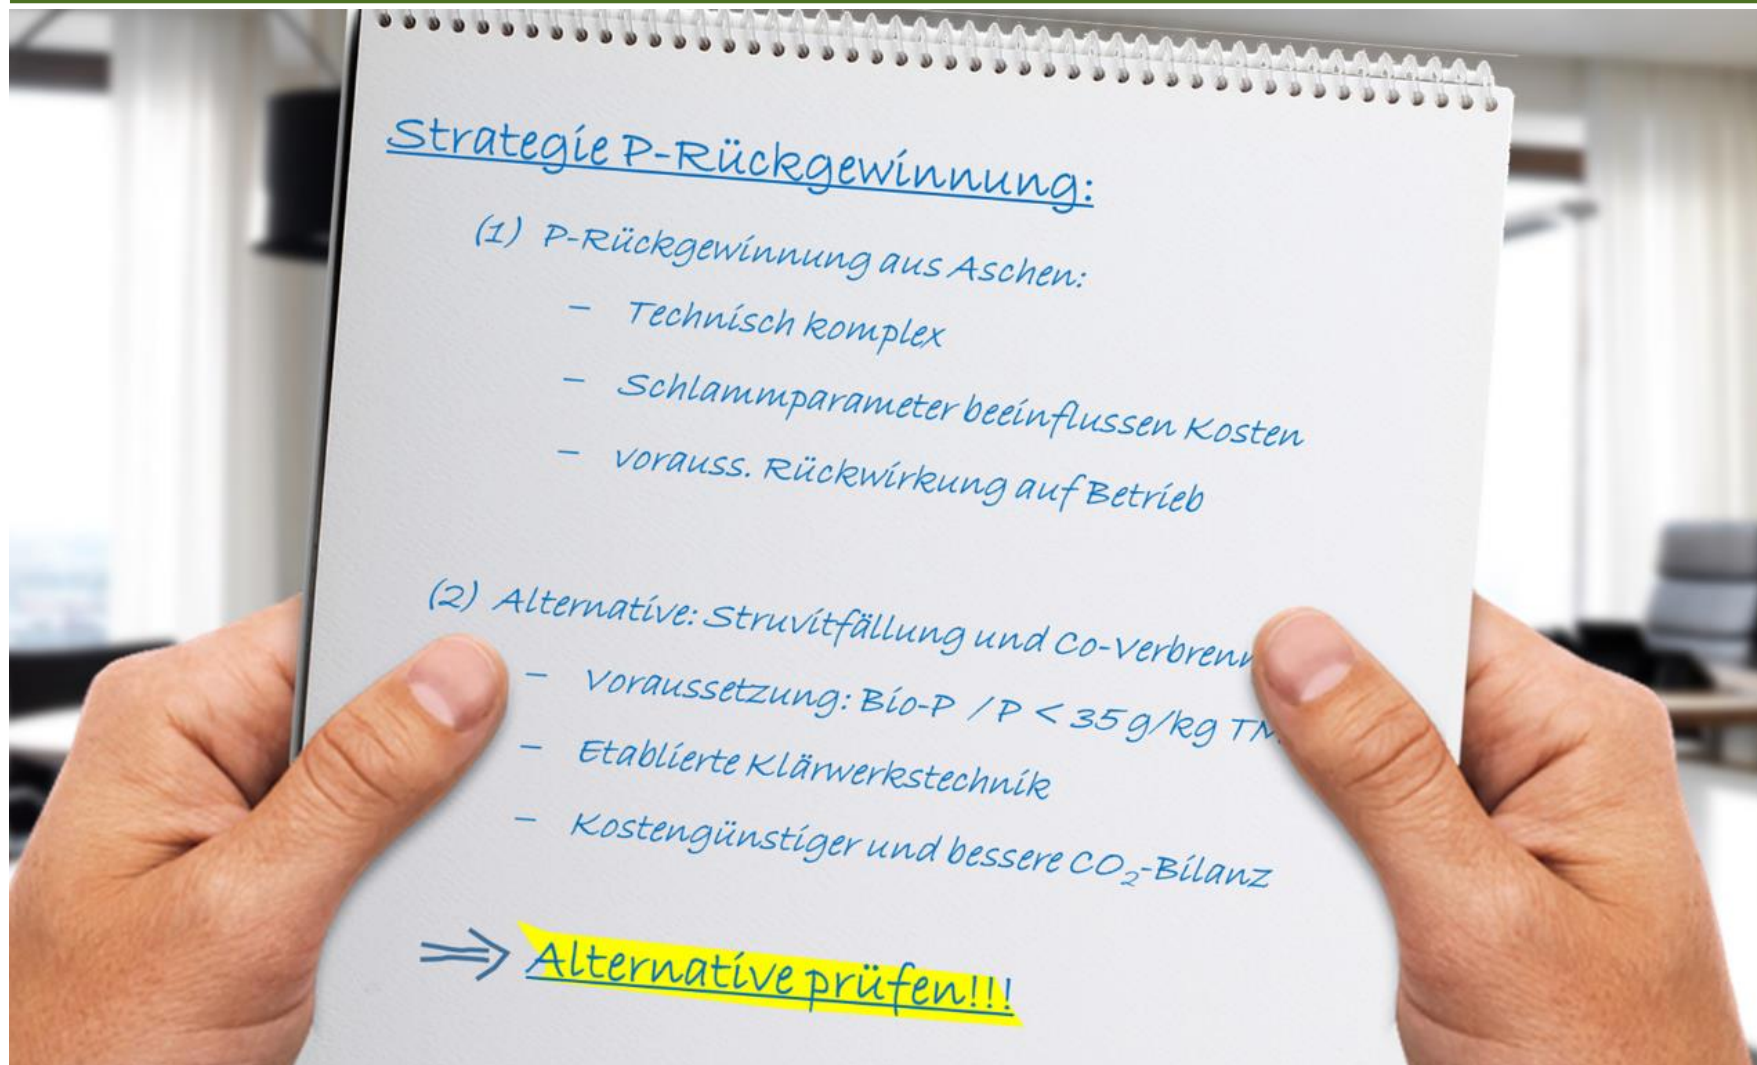 Strategie P-Rückgewinnung:
(1) P-Rückgewinnung aus Aschen:
– Technisch komplex
– Schlammparameter beeinflussen Kosten
– vorauss. Rückwirkung auf Betrieb
(2) Alternative: Struvitfällung und Co-Verbren
– Voraussetzung: Bio-P / P < 35 g/kg
– Etablierte Klärwerkstechnik
– Kostengünstiger und bessere CO₂-Bilanz
⇒ Alternative prüfen!!!